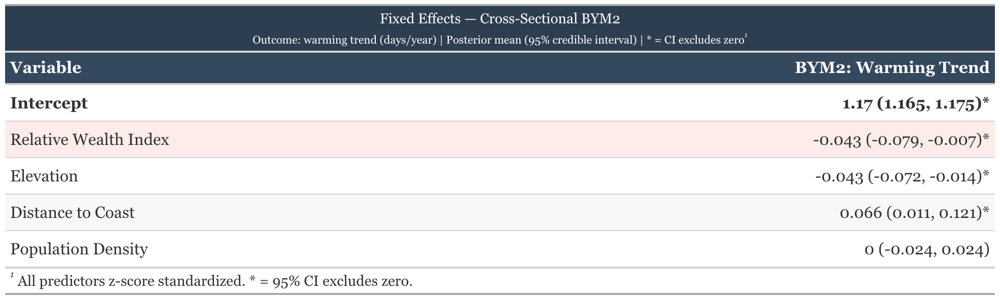 Fixed Effects — Cross-Sectional BYM2
Outcome: warming trend (days/year) | Posterior mean (95% credible interval) | * = CI excludes zero¹
Variable BYM2: Warming Trend
Intercept 1.17 (1.165, 1.175)*
Relative Wealth Index -0.043 (-0.079, -0.007)*
Elevation -0.043 (-0.072, -0.014)*
Distance to Coast 0.066 (0.011, 0.121)*
Population Density 0 (-0.024, 0.024)
¹ All predictors z-score standardized. * = 95% CI excludes zero.